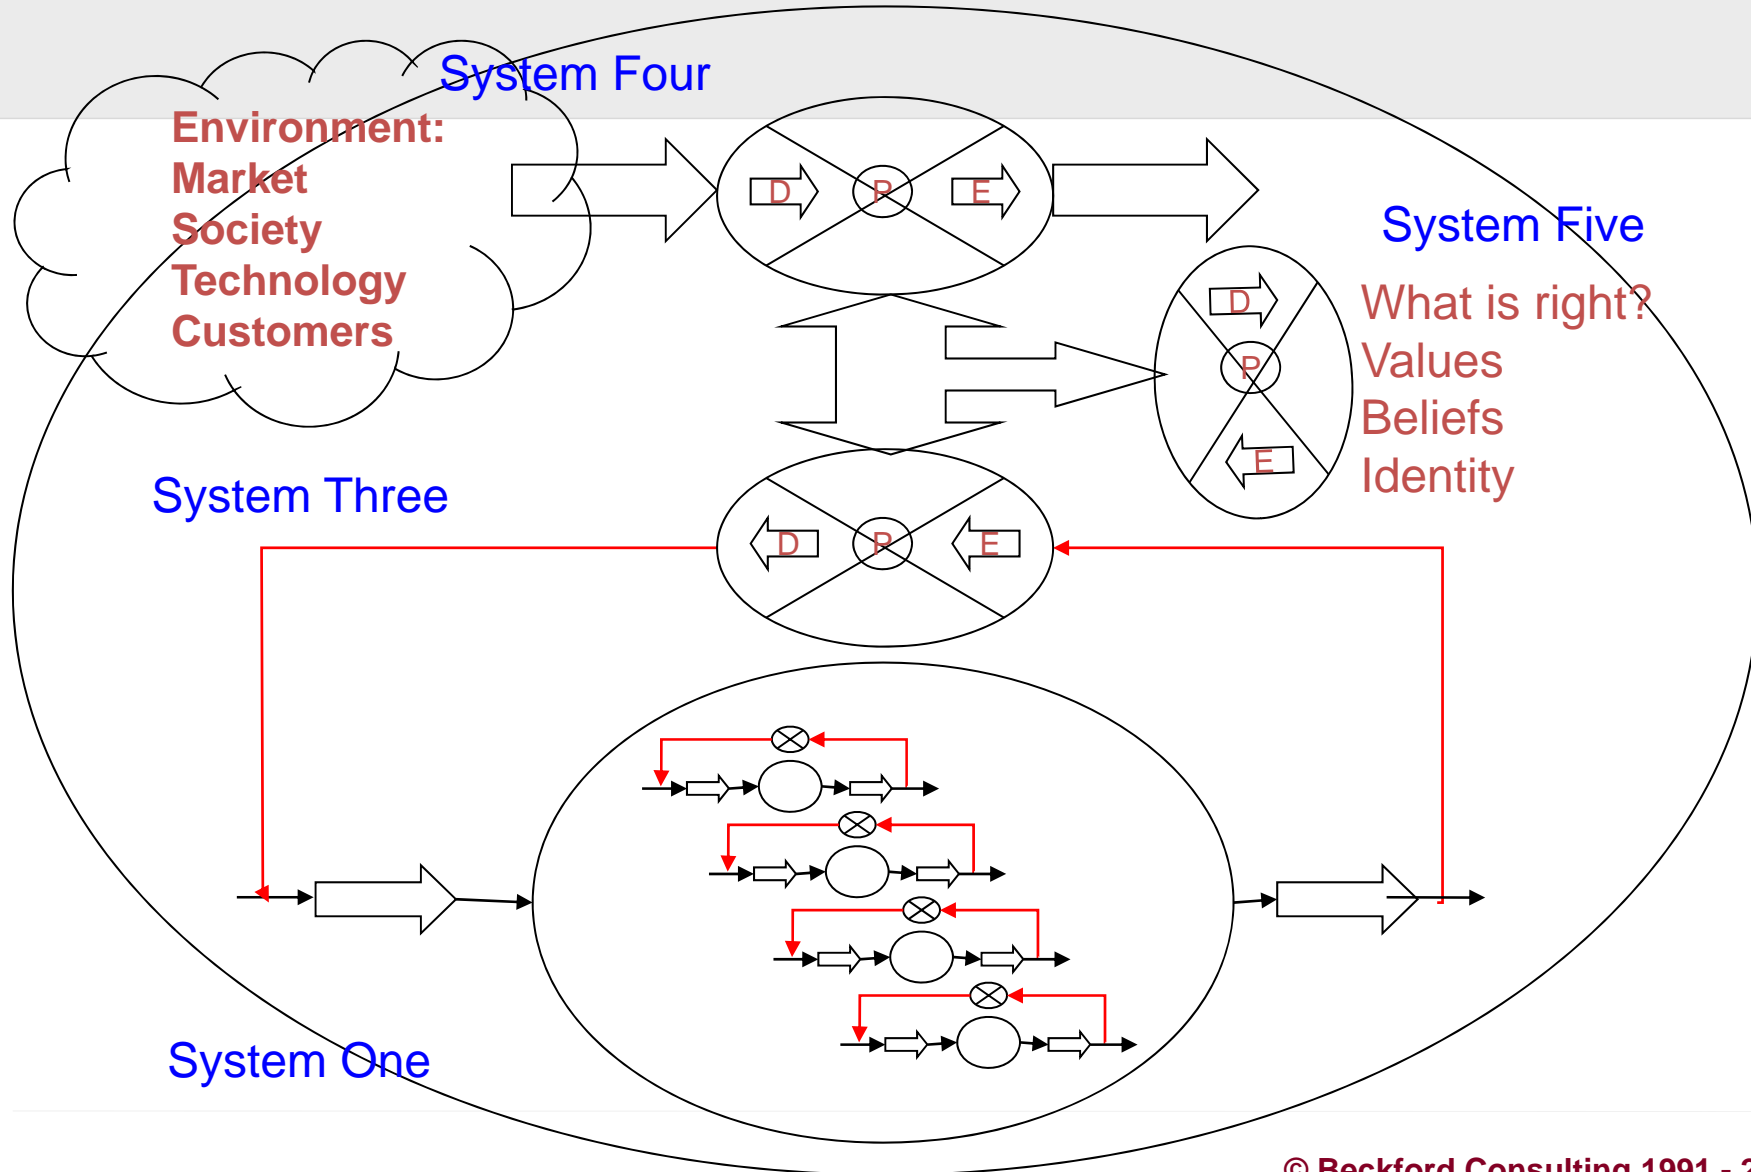 System Four
Environment:
Market
Society
Technology
Customers
D P E
System Five
D
P
E
What is right?
Values
Beliefs
Identity
System Three
D P E
System One
© Beckford Consulting 1991 -